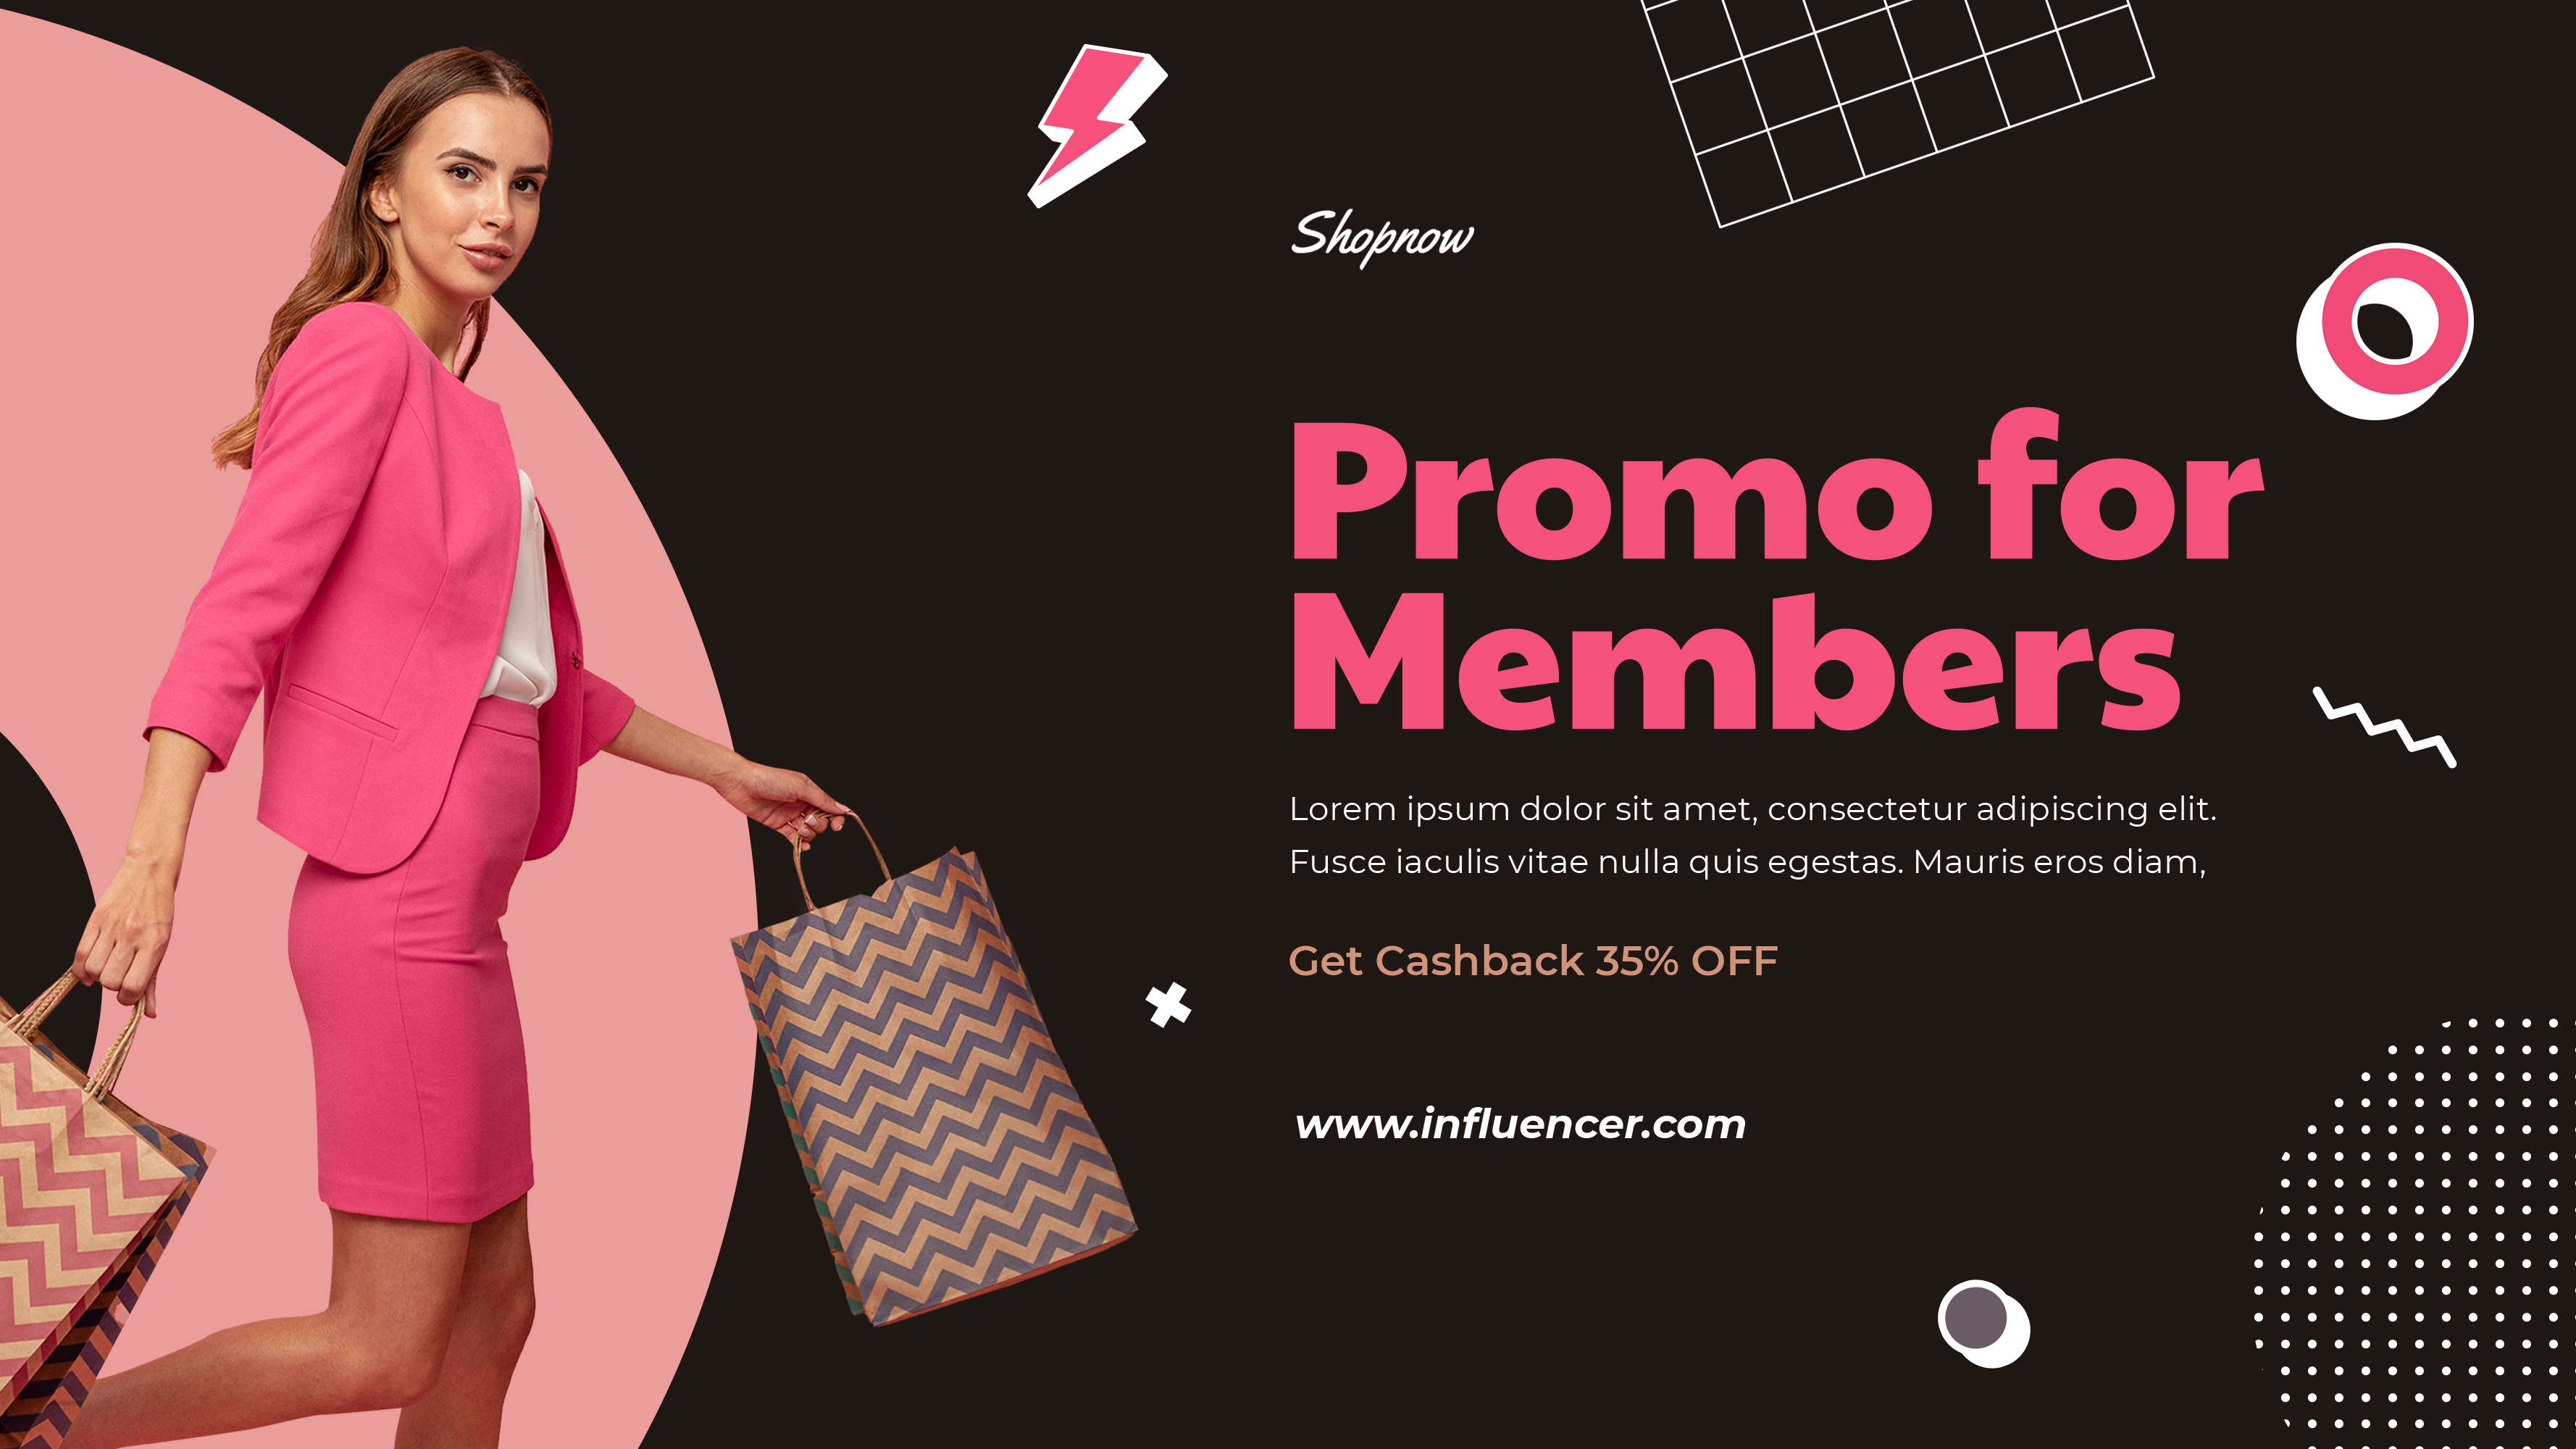 Shopnow
Promo for
Members
Lorem ipsum dolor sit amet, consectetur adipiscing elit.
Fusce iaculis vitae nulla quis egestas. Mauris eros diam,
Get Cashback 35% OFF
www.influencer.com